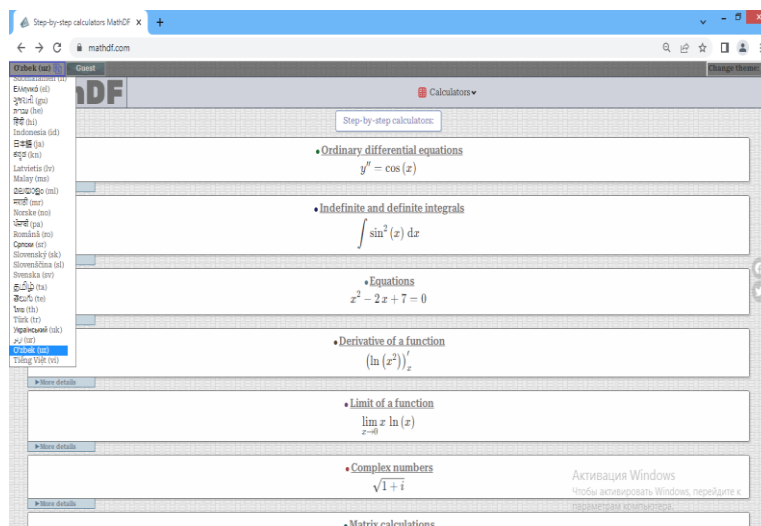 Step-by-step calculators MathDF
mathdf.com
O'zbek (uz)
Guest
Change theme:
Ελληνικά (el)
ગુજરાતી (gu)
עברית (he)
हिंदी (hi)
Indonesia (id)
日本語 (ja)
ಕನ್ನಡ (kn)
Latvietis (lv)
Malay (ms)
മലയാളം (ml)
मराठी (mr)
Norske (no)
ਪੰਜਾਬੀ (pa)
Română (ro)
Српски (sr)
Slovenský (sk)
Slovenščina (sl)
Svenska (sv)
தமிழ் (ta)
తెలుగు (te)
ไทย (th)
Türk (tr)
Український (uk)
اردو (ur)
O'zbek (uz)
Tiếng Việt (vi)
DF
Calculators▾
Step-by-step calculators:
• Ordinary differential equations
y″ = cos (x)
• Indefinite and definite integrals
∫ sin² (x) dx
• Equations
x² − 2 x + 7 = 0
• Derivative of a function
(ln (x²))′ₓ
▶More details
• Limit of a function
lim x ln (x)
x→0
▶More details
• Complex numbers
√1 + i
▶More details
• Matrix calculations
Активация Windows
Чтобы активировать Windows, перейдите к
параметрам компьютера.